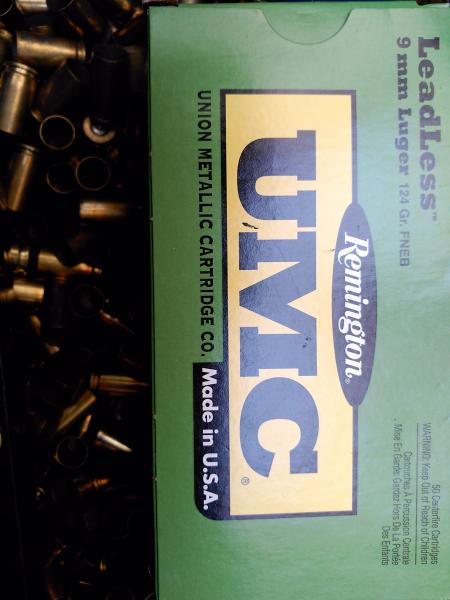 LeadLess™
9 mm Luger 124 Gr. FNEB
Remington®
UMC®
UNION METALLIC CARTRIDGE CO. Made in U.S.A.
50 Centerfire Cartridges
WARNING: Keep Out of Reach of Children
Cartouches À Percussion Centrale
Mise En Garde: Gardez Hors De La Portée
Des Enfants